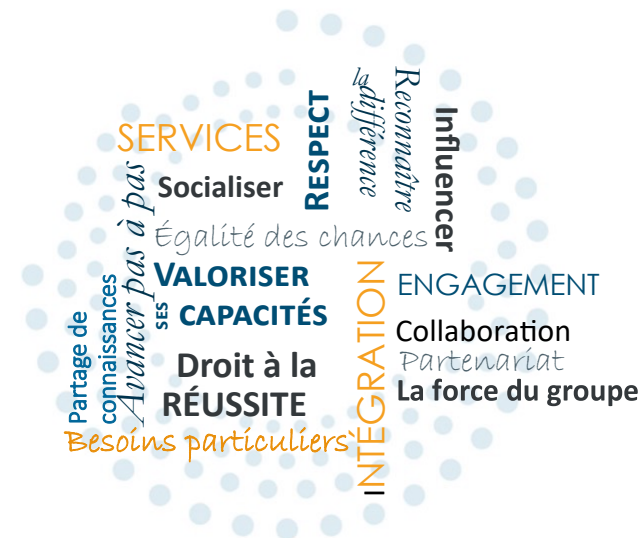 SERVICES
Socialiser
RESPECT
la
différence
Reconnaître
Influencer
Égalité des chances
Avancer pas à pas
Partage de
connaissances
VALORISER
SES CAPACITÉS
Droit à la
RÉUSSITE
Besoins particuliers
INTÉGRATION
ENGAGEMENT
Collaboration
Partenariat
La force du groupe